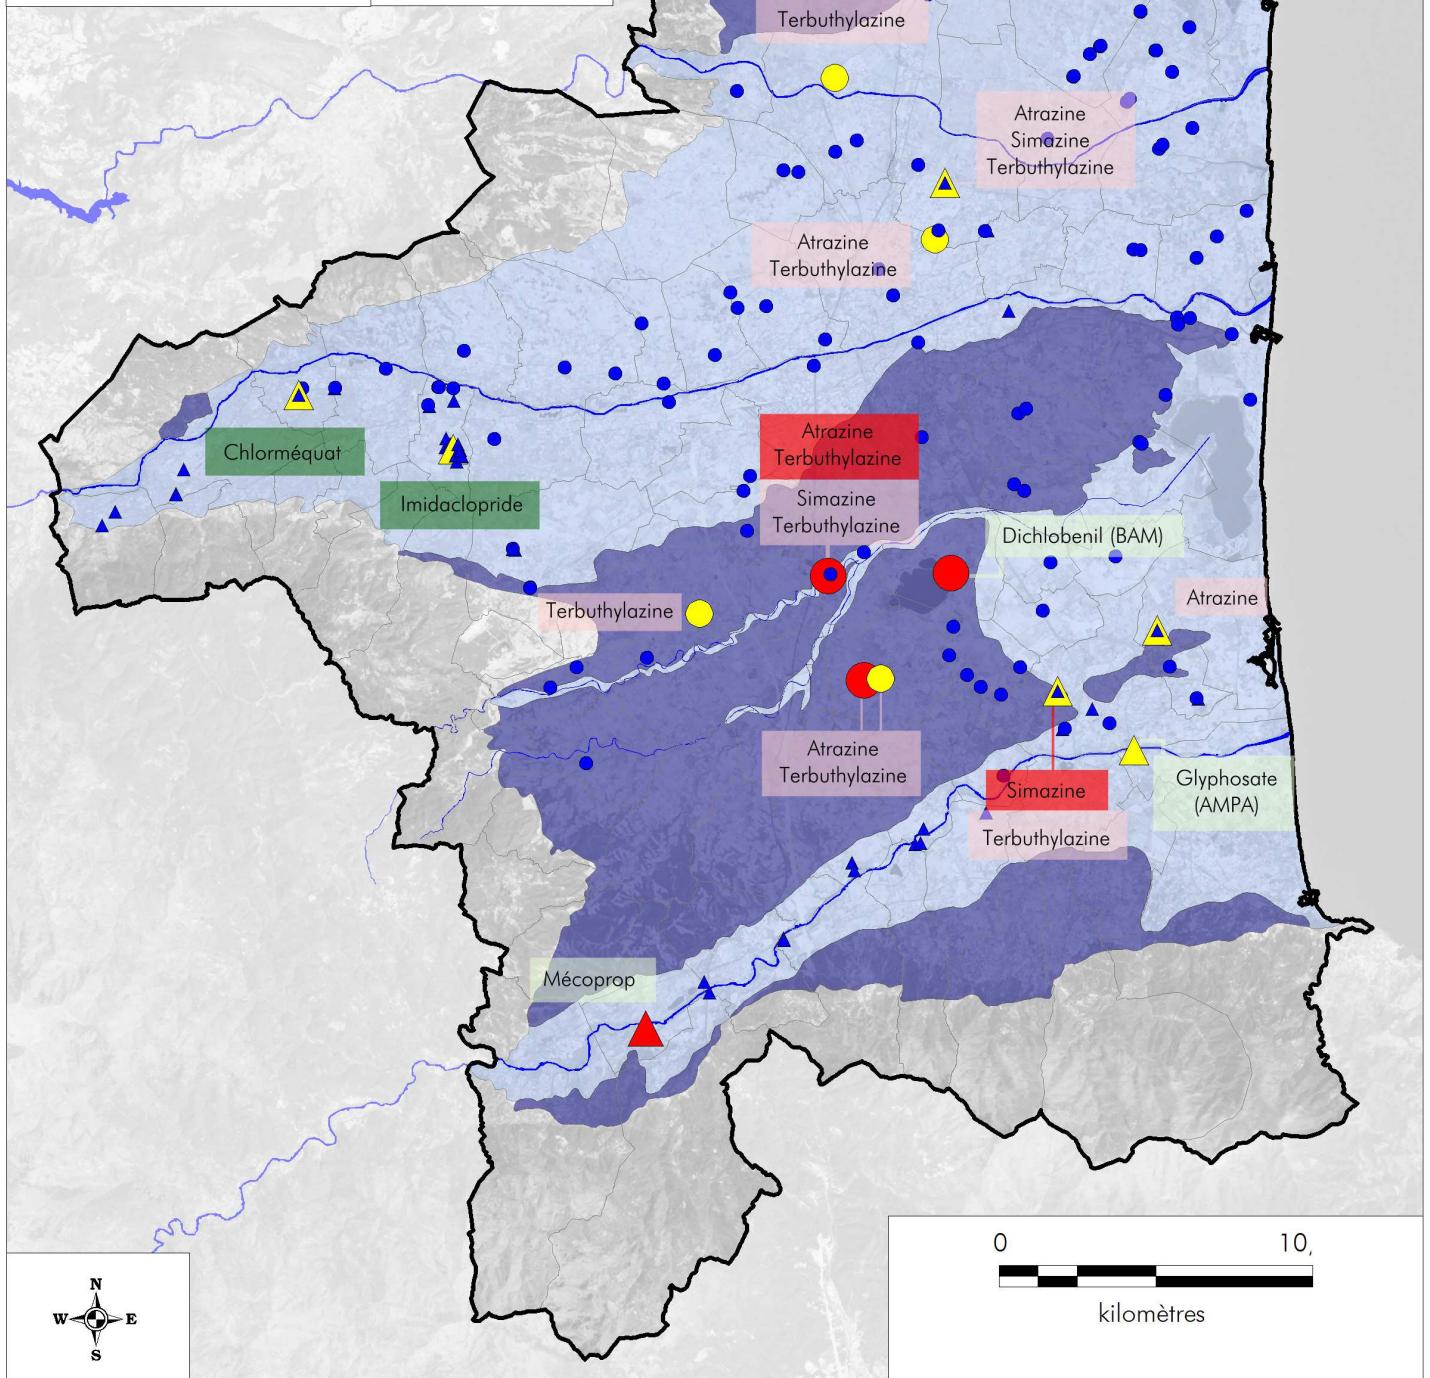 Terbuthylazine
Atrazine
Simazine
Terbuthylazine
Atrazine
Terbuthylazine
Atrazine
Terbuthylazine
Chlorméquat
Imidaclopride
Simazine
Terbuthylazine
Dichlobenil (BAM)
Terbuthylazine
Atrazine
Atrazine
Terbuthylazine
Simazine
Glyphosate
(AMPA)
Terbuthylazine
Mécoprop
0 10,
kilomètres
N
W E
S